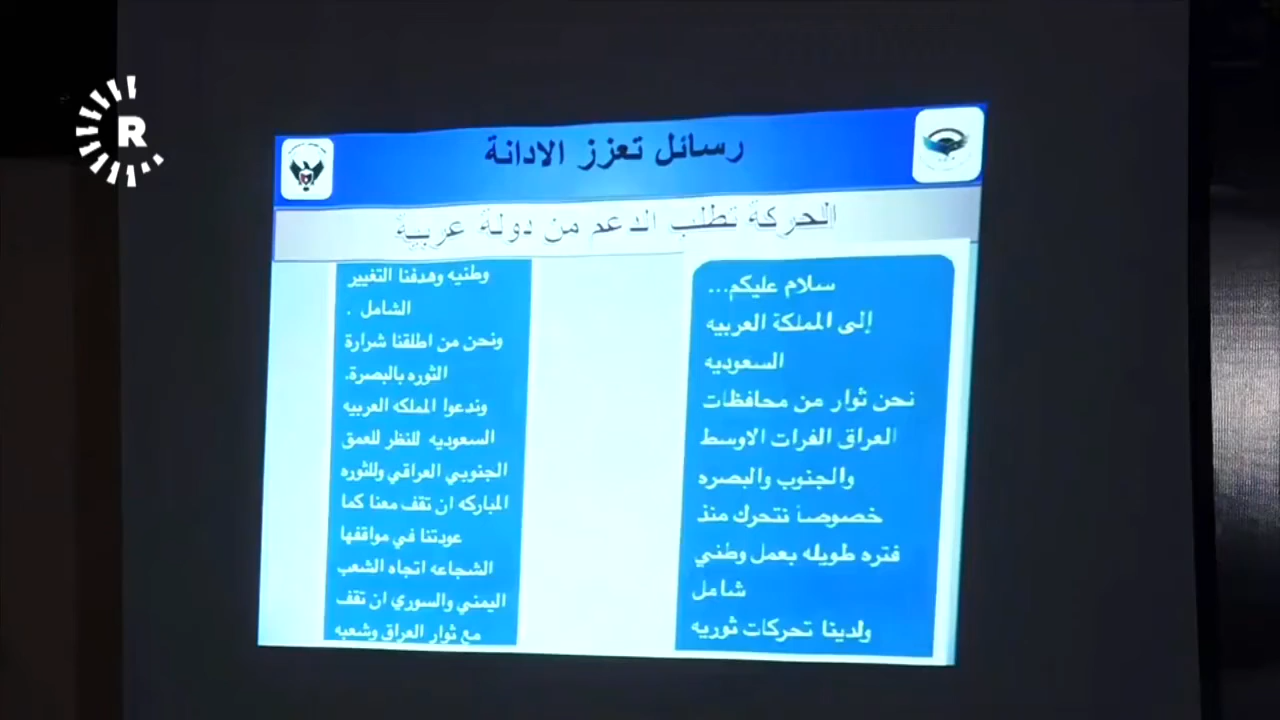 R
رسائل تعزز الادانة
الحركة تطلب الدعم من دولة عربية
سلام عليكم...
إلى المملكة العربيه
السعوديه
نحن ثوار من محافظات
العراق الفرات الاوسط
والجنوب والبصره
خصوصا نتحرك منذ
فتره طويله بعمل وطني
شامل
ولدينا تحركات ثوريه
وطنيه وهدفنا التغيير
الشامل .
ونحن من اطلقنا شرارة
الثوره بالبصرة.
وندعوا المملكه العربيه
السعوديه للنظر للعمق
الجنوبي العراقي وللثوره
المباركه ان تقف معنا كما
عودتنا في مواقفها
الشجاعه اتجاه الشعب
اليمني والسوري ان تقف
مع ثوار العراق وشعبه